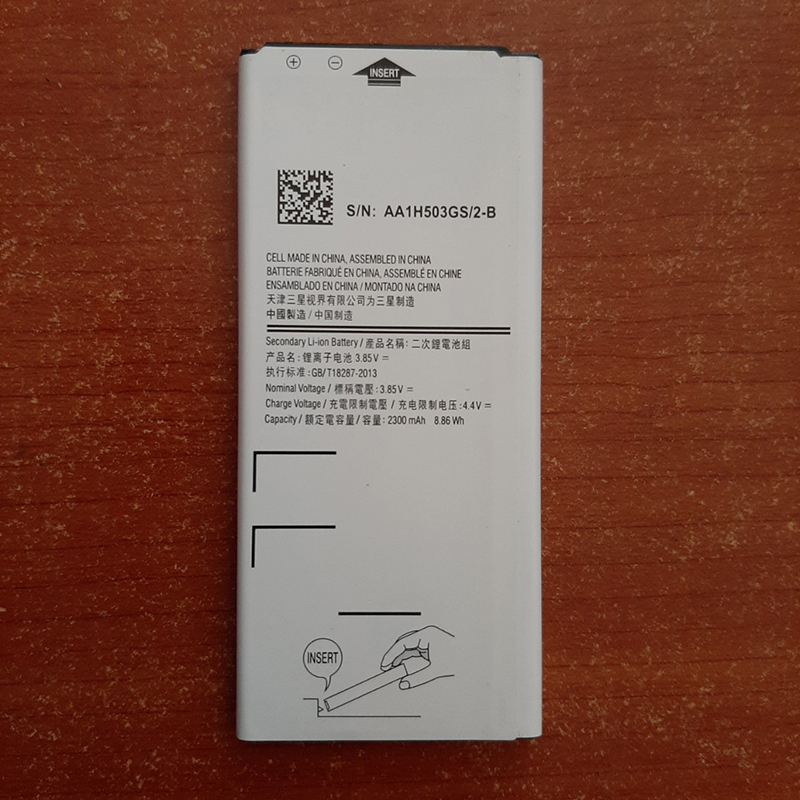 + −
INSERT
S/N: AA1H503GS/2-B
CELL MADE IN CHINA, ASSEMBLED IN CHINA
BATTERIE FABRIQUÉ EN CHINA, ASSEMBLÉ EN CHINE
ENSAMBLADO EN CHINA / MONTADO NA CHINA
天津三星视界有限公司为三星制造
中國製造 / 中国制造
Secondary Li-ion Battery / 產品名稱: 二次鋰電池組
产品名: 锂离子电池 3.85V ⎓
执行标准: GB/T18287-2013
Nominal Voltage / 標稱電壓: 3.85V ⎓
Charge Voltage / 充電限制電壓 / 充电限制电压: 4.4V ⎓
Capacity / 額定電容量 / 容量: 2300 mAh 8.86 Wh
INSERT